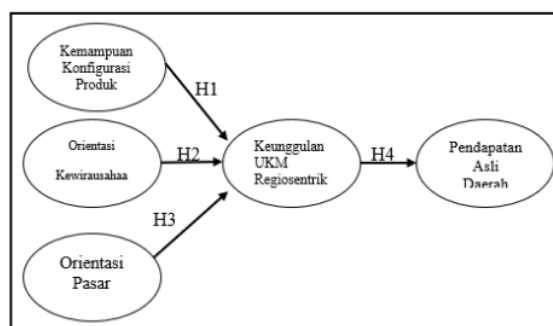 Kemampuan
Konfigurasi
Produk
H1
Orientasi
Kewirausahaa
H2
Keunggulan
UKM
Regiosentrik
H4
Pendapatan
Asli
Daerah
H3
Orientasi
Pasar